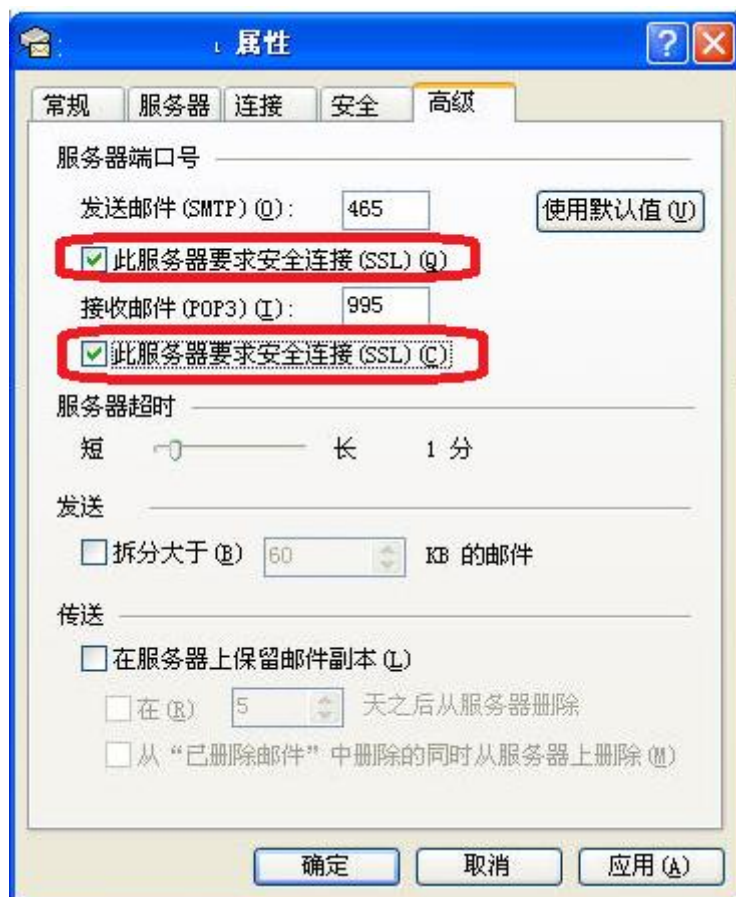 属性
常规 服务器 连接 安全 高级
服务器端口号
发送邮件(SMTP)(O): 465 使用默认值(U)
此服务器要求安全连接(SSL)(Q)
接收邮件(POP3)(I): 995
此服务器要求安全连接(SSL)(C)
服务器超时
短 长 1 分
发送
拆分大于(B) 60 KB 的邮件
传送
在服务器上保留邮件副本(L)
在(R) 5 天之后从服务器删除
从“已删除邮件”中删除的同时从服务器上删除(M)
确定 取消 应用(A)